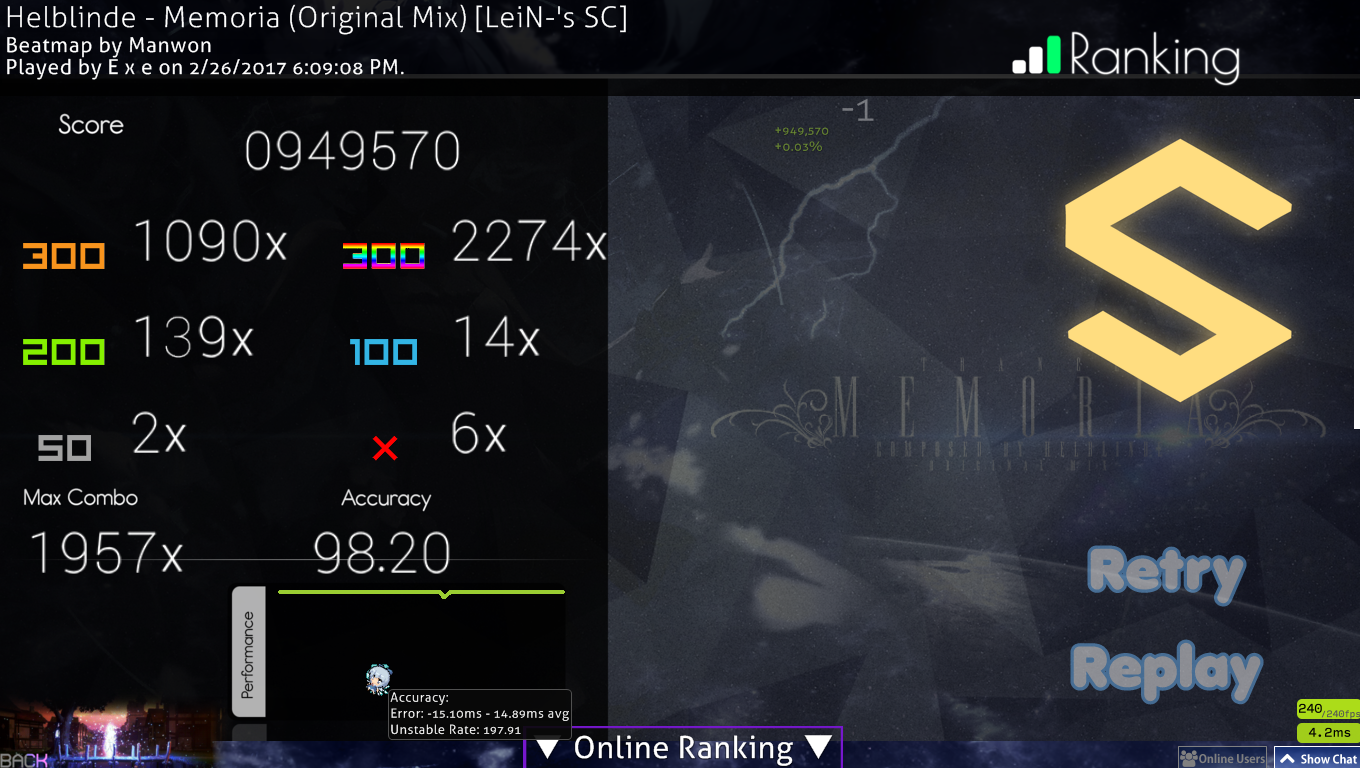 Helblinde - Memoria (Original Mix) [LeiN-'s SC]
Beatmap by Manwon
Played by E x e on 2/26/2017 6:09:08 PM.
Ranking
Score
0949570
-1
+949,570
+0.03%
300 1090x 300 2274x
200 139x 100 14x
50 2x 6x
MEMORIA
COMPOSED BY HELBLINDE
ORIGINAL MIX
Max Combo Accuracy
1957x 98.20
Retry
Replay
Performance
Accuracy:
Error: -15.10ms - 14.89ms avg
Unstable Rate: 197.91
240/240fps
4.2ms
Online Ranking
BACK
Online Users
Show Chat